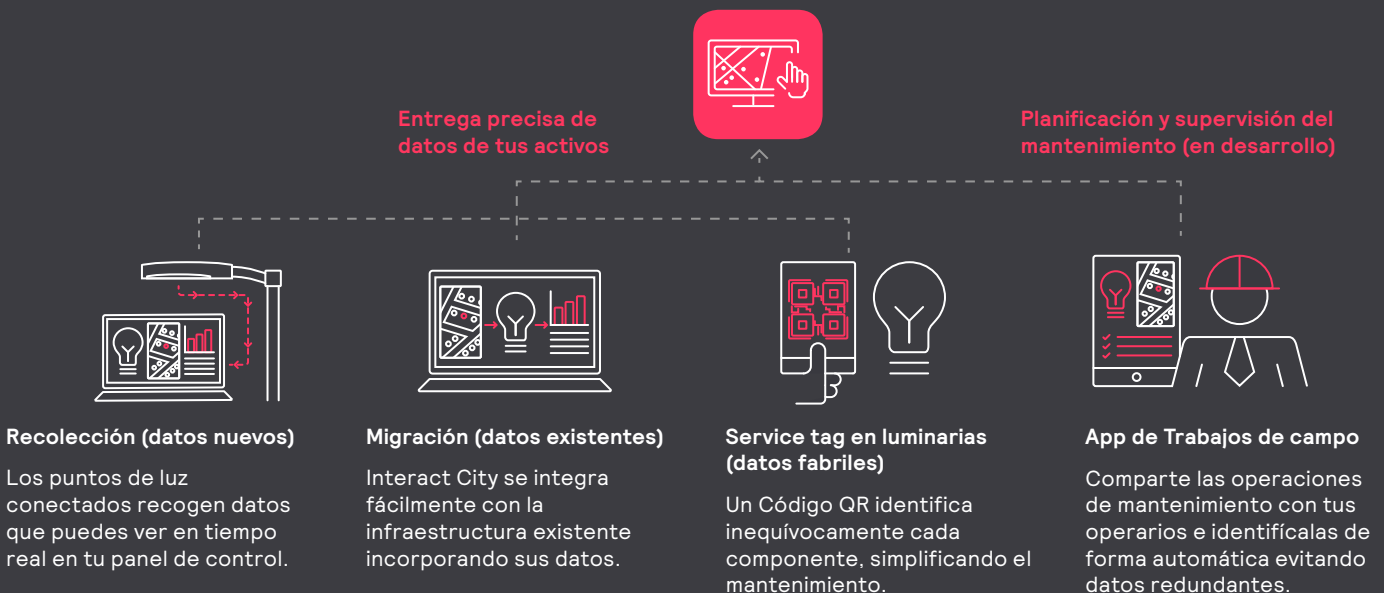 Entrega precisa de
datos de tus activos
Planificación y supervisión del
mantenimiento (en desarrollo)
Recolección (datos nuevos)
Los puntos de luz
conectados recogen datos
que puedes ver en tiempo
real en tu panel de control.
Migración (datos existentes)
Interact City se integra
fácilmente con la
infraestructura existente
incorporando sus datos.
Service tag en luminarias
(datos fabriles)
Un Código QR identifica
inequívocamente cada
componente, simplificando el
mantenimiento.
App de Trabajos de campo
Comparte las operaciones
de mantenimiento con tus
operarios e identifícalas de
forma automática evitando
datos redundantes.